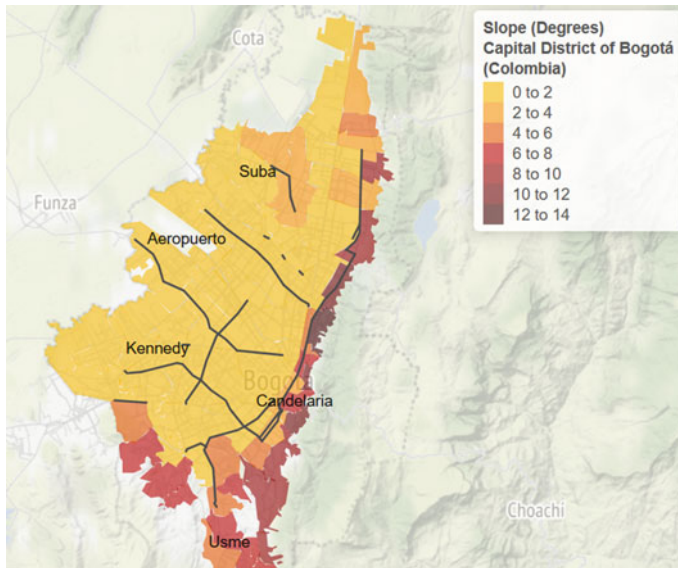 Slope (Degrees)
Capital District of Bogotá
(Colombia)
0 to 2
2 to 4
4 to 6
6 to 8
8 to 10
10 to 12
12 to 14
Cota
Suba
Funza
Aeropuerto
Kennedy
Bogotá
Candelaria
Choachi
Usme